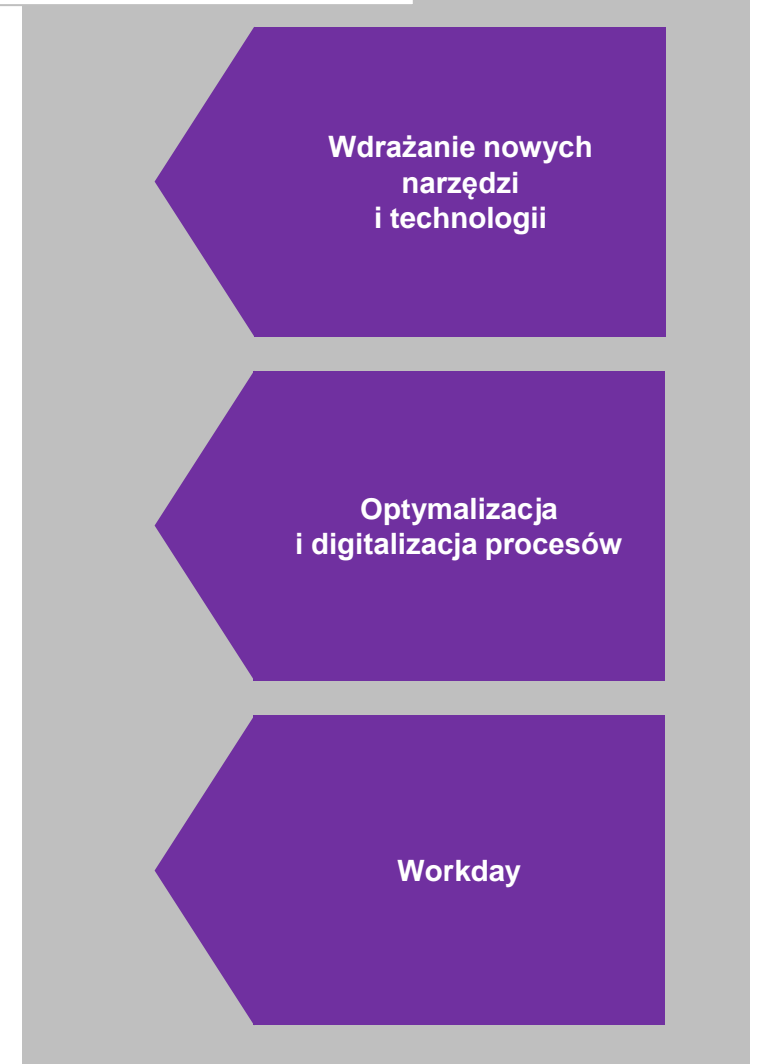 Wdrażanie nowych
narzędzi
i technologii
Optymalizacja
i digitalizacja procesów
Workday